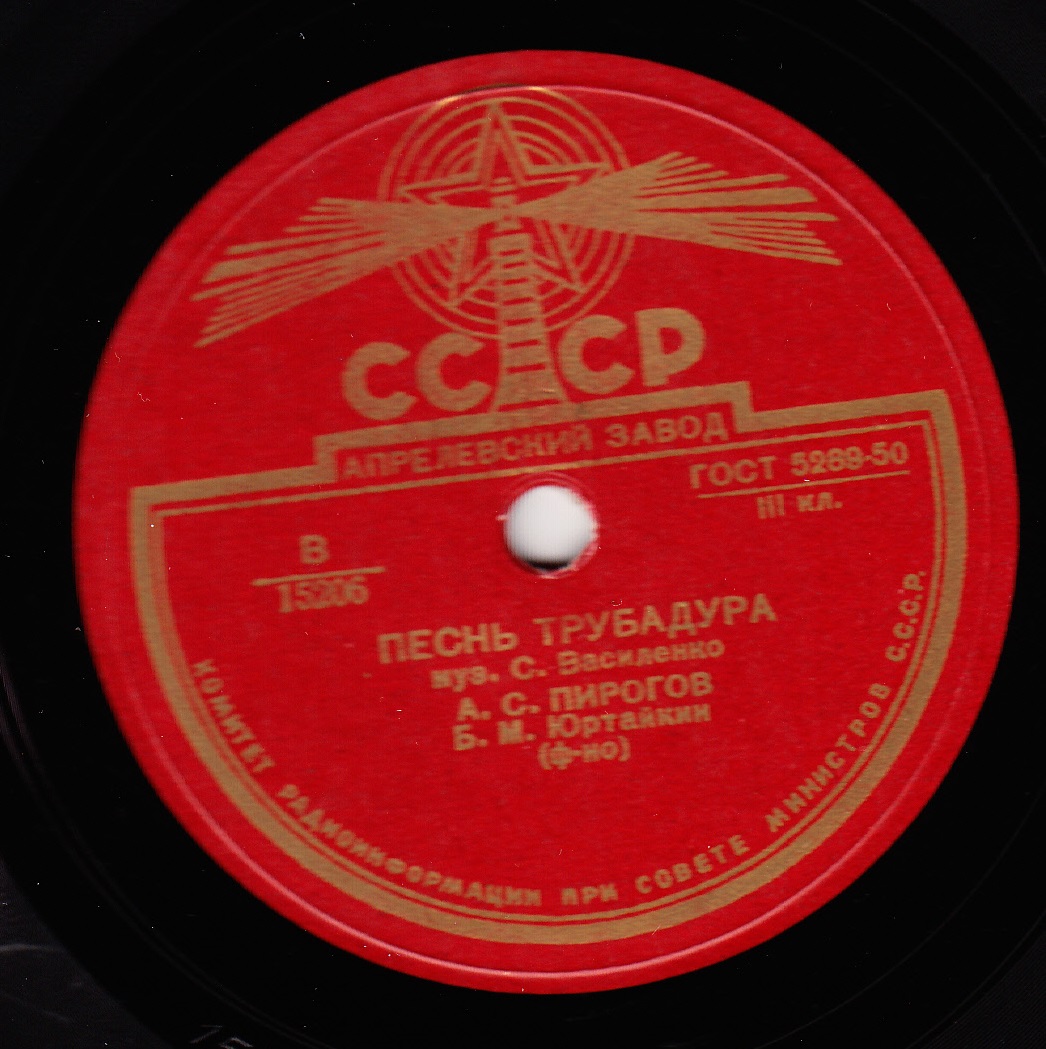 СССР
АПРЕЛЕВСКИЙ ЗАВОД
ГОСТ 5289-50
III кл.
В
15206
ПЕСНЬ ТРУБАДУРА
муз. С. Василенко
А. С. ПИРОГОВ
Б. М. Юртайкин
(ф-но)
КОМИТЕТ РАДИОИНФОРМАЦИИ ПРИ СОВЕТЕ МИНИСТРОВ С.С.С.Р.